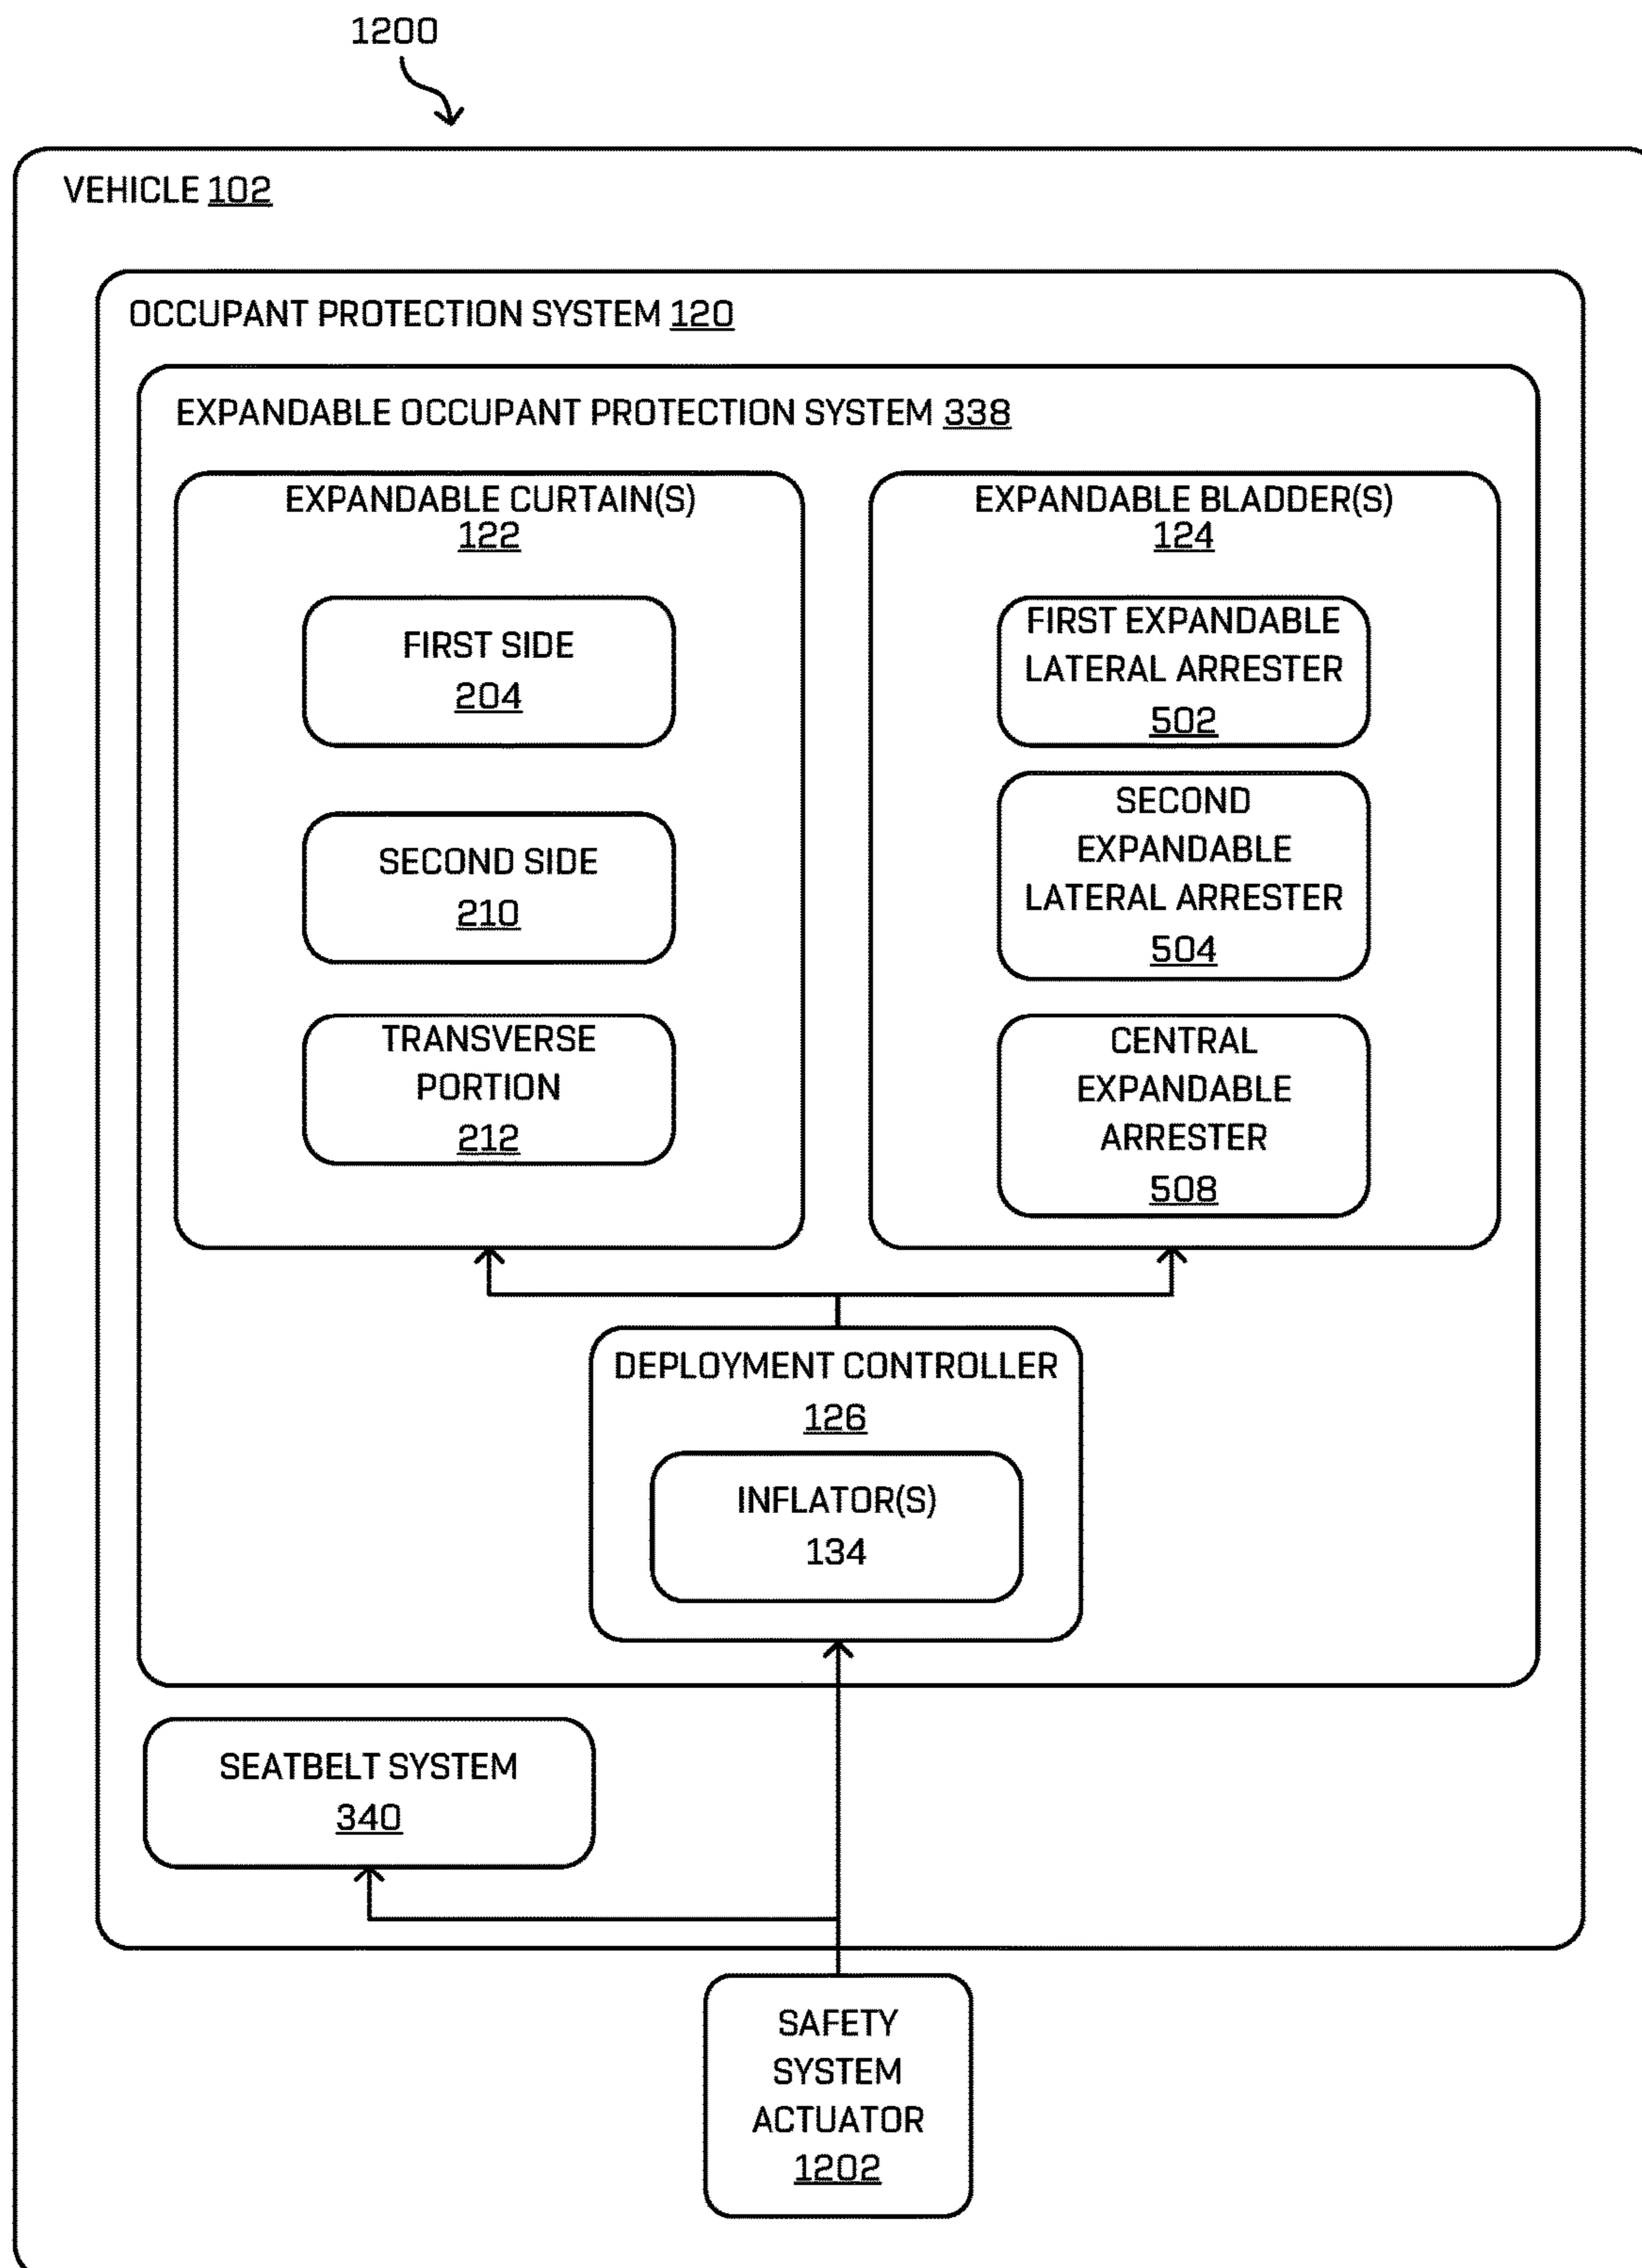 1200
VEHICLE 102
OCCUPANT PROTECTION SYSTEM 120
EXPANDABLE OCCUPANT PROTECTION SYSTEM 338
EXPANDABLE CURTAIN(S)
122
FIRST SIDE
204
SECOND SIDE
210
TRANSVERSE
PORTION
212
EXPANDABLE BLADDER(S)
124
FIRST EXPANDABLE
LATERAL ARRESTER
502
SECOND
EXPANDABLE
LATERAL ARRESTER
504
CENTRAL
EXPANDABLE
ARRESTER
508
DEPLOYMENT CONTROLLER
126
INFLATOR(S)
134
SEATBELT SYSTEM
340
SAFETY
SYSTEM
ACTUATOR
1202